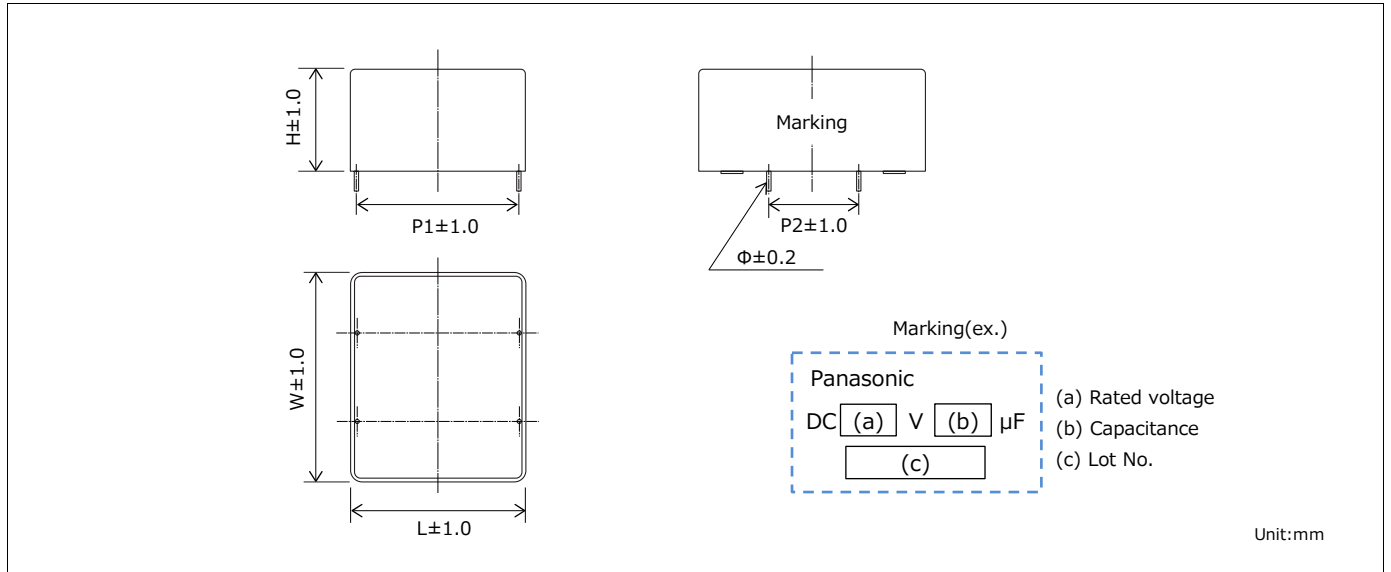 H±1.0
P1±1.0
Marking
P2±1.0
Φ±0.2
W±1.0
L±1.0
Marking(ex.)
Panasonic
DC (a) V (b) µF
(c)
(a) Rated voltage
(b) Capacitance
(c) Lot No.
Unit:mm